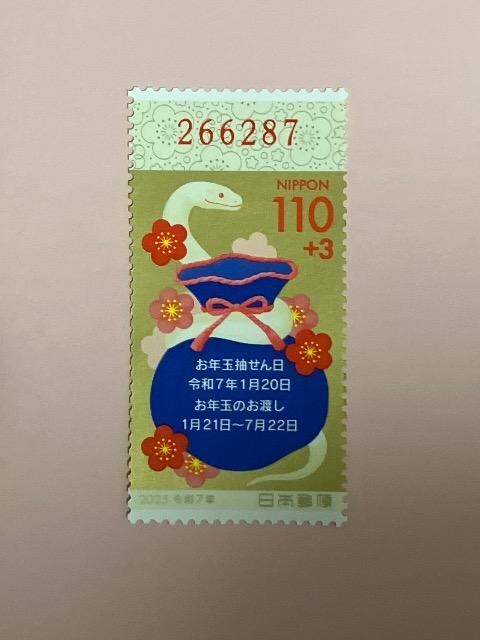 266287
NIPPON
110
+3
お年玉抽せん日
令和7年1月20日
お年玉のお渡し
1月21日~7月22日
2025 令和7年
日本郵便